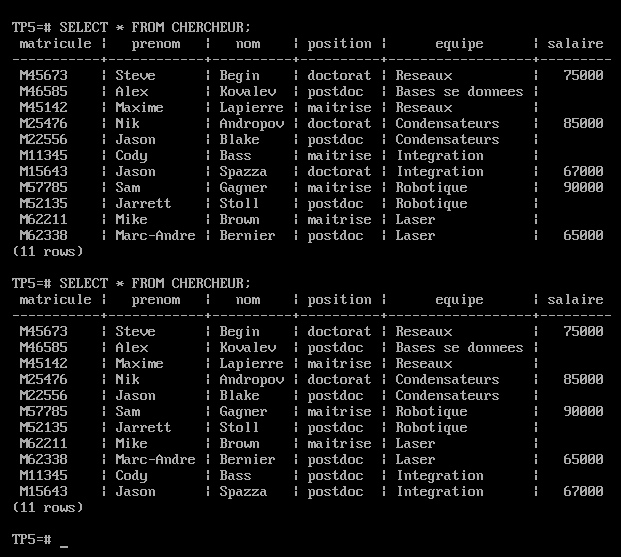 TP5=# SELECT * FROM CHERCHEUR;
 matricule ¦   prenom   ¦   nom    ¦ position ¦      equipe      ¦ salaire
-----------+------------+----------+----------+------------------+---------
 M45673    ¦ Steve      ¦ Begin    ¦ doctorat ¦ Reseaux          ¦   75000
 M46585    ¦ Alex       ¦ Kovalev  ¦ postdoc  ¦ Bases se donnees ¦
 M45142    ¦ Maxime     ¦ Lapierre ¦ maitrise ¦ Reseaux          ¦
 M25476    ¦ Nik        ¦ Andropov ¦ doctorat ¦ Condensateurs    ¦   85000
 M22556    ¦ Jason      ¦ Blake    ¦ postdoc  ¦ Condensateurs    ¦
 M11345    ¦ Cody       ¦ Bass     ¦ maitrise ¦ Integration      ¦
 M15643    ¦ Jason      ¦ Spazza   ¦ postdoc  ¦ Integration      ¦   67000
 M57785    ¦ Sam        ¦ Gagner   ¦ maitrise ¦ Robotique        ¦   90000
 M52135    ¦ Jarrett    ¦ Stoll    ¦ postdoc  ¦ Robotique        ¦
 M62211    ¦ Mike       ¦ Brown    ¦ maitrise ¦ Laser            ¦
 M62338    ¦ Marc-Andre ¦ Bernier  ¦ postdoc  ¦ Laser            ¦   65000
(11 rows)
TP5=# SELECT * FROM CHERCHEUR;
 matricule ¦   prenom   ¦   nom    ¦ position ¦      equipe      ¦ salaire
-----------+------------+----------+----------+------------------+---------
 M45673    ¦ Steve      ¦ Begin    ¦ doctorat ¦ Reseaux          ¦   75000
 M46585    ¦ Alex       ¦ Kovalev  ¦ postdoc  ¦ Bases se donnees ¦
 M45142    ¦ Maxime     ¦ Lapierre ¦ maitrise ¦ Reseaux          ¦
 M25476    ¦ Nik        ¦ Andropov ¦ doctorat ¦ Condensateurs    ¦   85000
 M22556    ¦ Jason      ¦ Blake    ¦ postdoc  ¦ Condensateurs    ¦
 M57785    ¦ Sam        ¦ Gagner   ¦ maitrise ¦ Robotique        ¦   90000
 M52135    ¦ Jarrett    ¦ Stoll    ¦ postdoc  ¦ Robotique        ¦
 M62211    ¦ Mike       ¦ Brown    ¦ maitrise ¦ Laser            ¦
 M62338    ¦ Marc-Andre ¦ Bernier  ¦ postdoc  ¦ Laser            ¦   65000
 M11345    ¦ Cody       ¦ Bass     ¦ postdoc  ¦ Integration      ¦
 M15643    ¦ Jason      ¦ Spazza   ¦ postdoc  ¦ Integration      ¦   67000
(11 rows)
TP5=# _